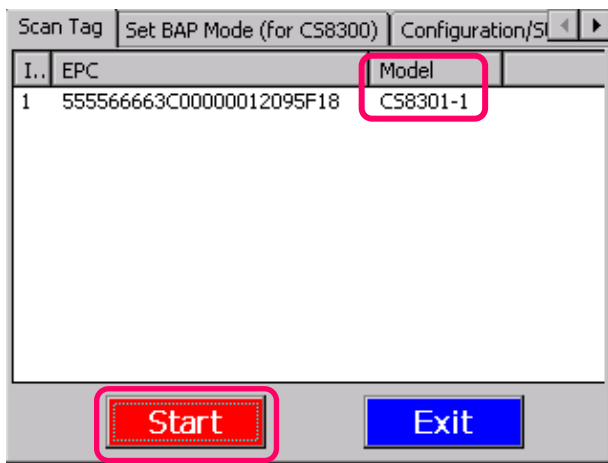 Scan Tag Set BAP Mode (for CS8300) Configuration/S
I.. EPC Model
1 555566663C00000012095F18 CS8301-1
Start Exit